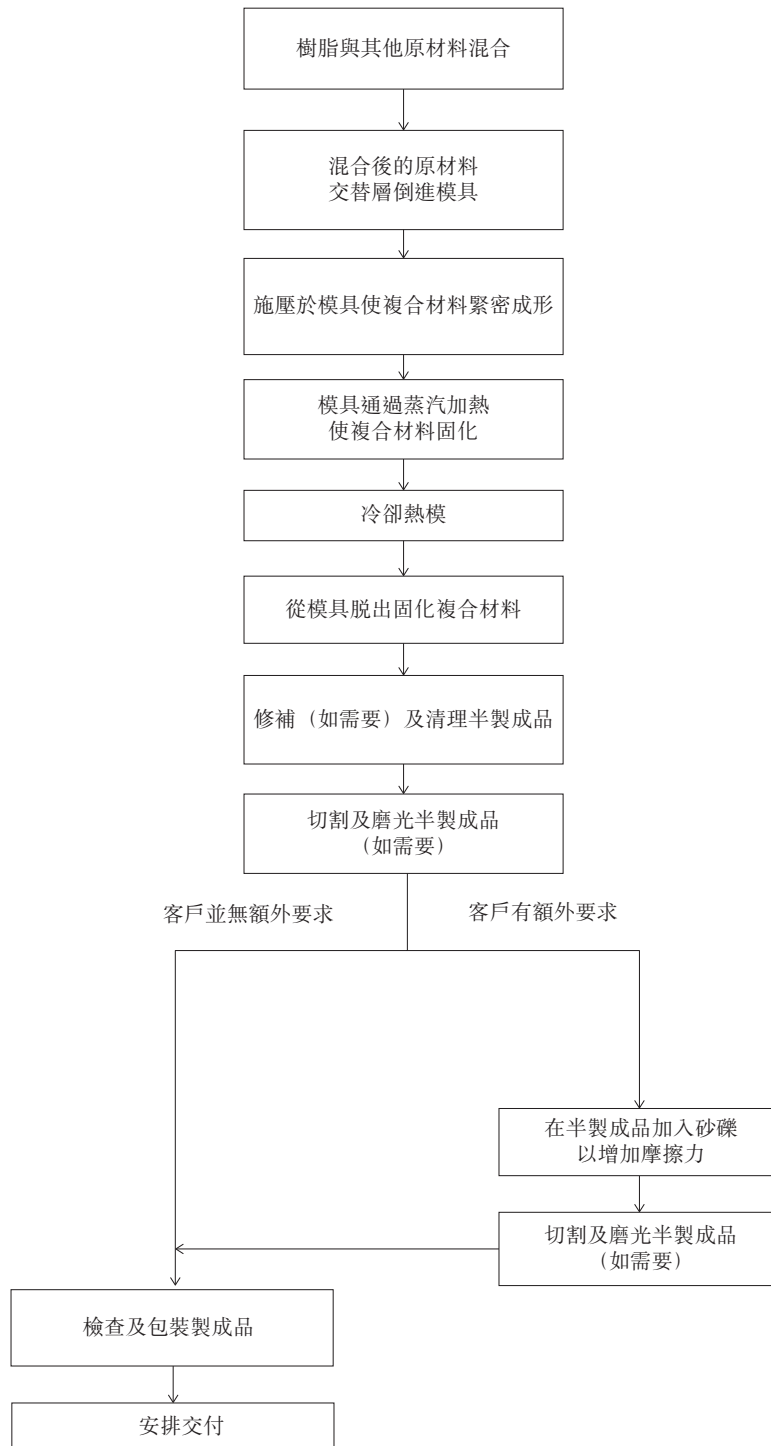 樹脂與其他原材料混合
混合後的原材料
交替層倒進模具
施壓於模具使複合材料緊密成形
模具通過蒸汽加熱
使複合材料固化
冷卻熱模
從模具脫出固化複合材料
修補（如需要）及清理半製成品
切割及磨光半製成品
（如需要）
客戶並無額外要求
客戶有額外要求
在半製成品加入砂礫
以增加摩擦力
切割及磨光半製成品
（如需要）
檢查及包裝製成品
安排交付